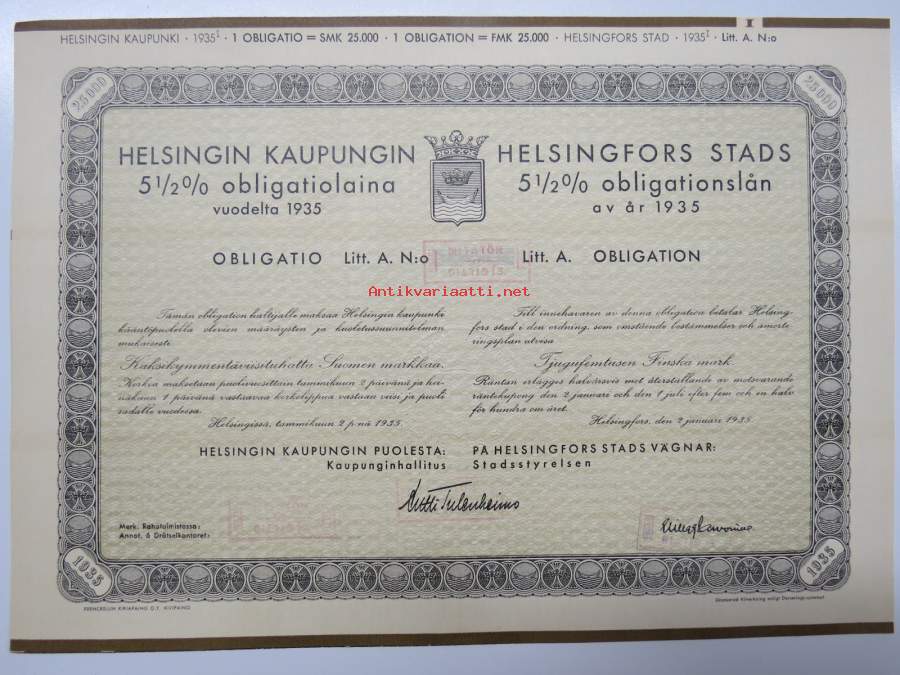 HELSINGIN KAUPUNKI · 1935 I · 1 OBLIGATIO = SMK 25.000 · 1 OBLIGATION = FMK 25.000 · HELSINGFORS STAD · 1935 I · Litt. A. N:o
I
25000
25000
HELSINGIN KAUPUNGIN
5 1/2 % obligatiolaina
vuodelta 1935
HELSINGFORS STADS
5 1/2 % obligationslån
av år 1935
OBLIGATIO Litt. A. N:o
Litt. A. OBLIGATION
Antikvariaatti.net
Tämän obligation haltijalle maksaa Helsingin kaupunki
kääntöpuolella olevien määräysten ja kuoletussuunnitelman
mukaisesti
Kaksikymmentäviisituhatta Suomen markkaa.
Korkoa maksetaan puolivuosittain tammikuun 2 päivänä ja hei-
näkuun 1 päivänä vastaavaa korkolippua vastaan viisi ja puoli
sadalle vuodessa.
Helsingissä, tammikuun 2 p:nä 1935.
Till innehavaren av denna obligation betalar Helsing-
fors stad i den ordning, som omstående bestämmelser och amorte-
ringsplan utvisa
Tjugufemtusen Finska mark.
Räntan erlägges halvårsvis mot återställande av motsvarande
räntekupong den 2 januari och den 1 juli efter fem och en halv
för hundra om året.
Helsingfors, den 2 januari 1935.
HELSINGIN KAUPUNGIN PUOLESTA:
Kaupunginhallitus
PÅ HELSINGFORS STADS VÄGNAR:
Stadsstyrelsen
Antti Tulenheimo
Merk. Rahatoimistossa:
Annot. å Drätselkontoret:
1935
1935
FRENCKELLIN KIRJAPAINO O.Y. KIVIPAINO